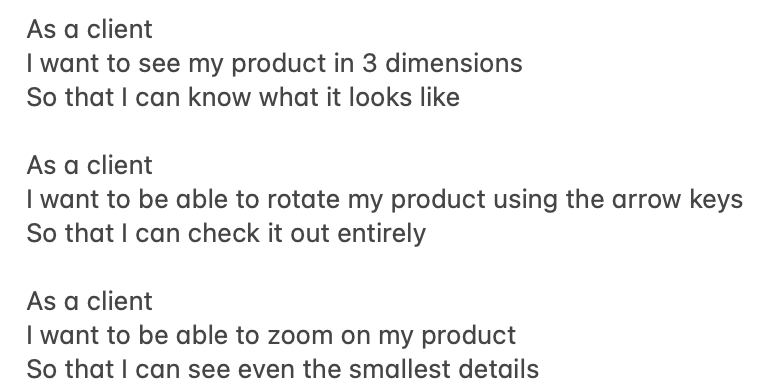 As a client
I want to see my product in 3 dimensions
So that I can know what it looks like
As a client
I want to be able to rotate my product using the arrow keys
So that I can check it out entirely
As a client
I want to be able to zoom on my product
So that I can see even the smallest details